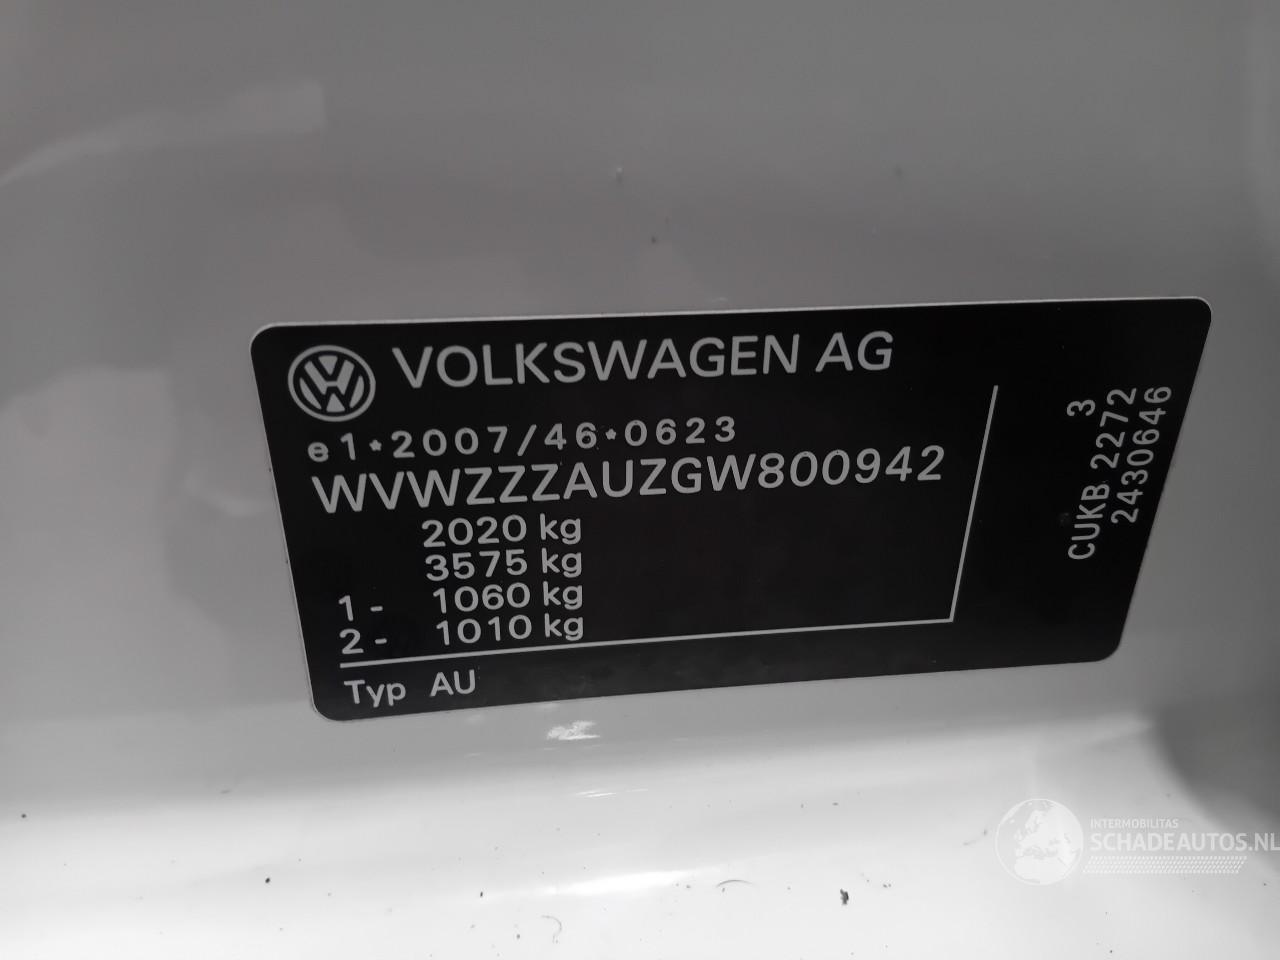 VOLKSWAGEN AG
e1*2007/46*0623
WVWZZZAUZGW800942
2020 kg
3575 kg
1- 1060 kg
2- 1010 kg
Typ AU
3
CUKB 2272
2430646
INTERMOBILITAS
SCHADEAUTOS.NL